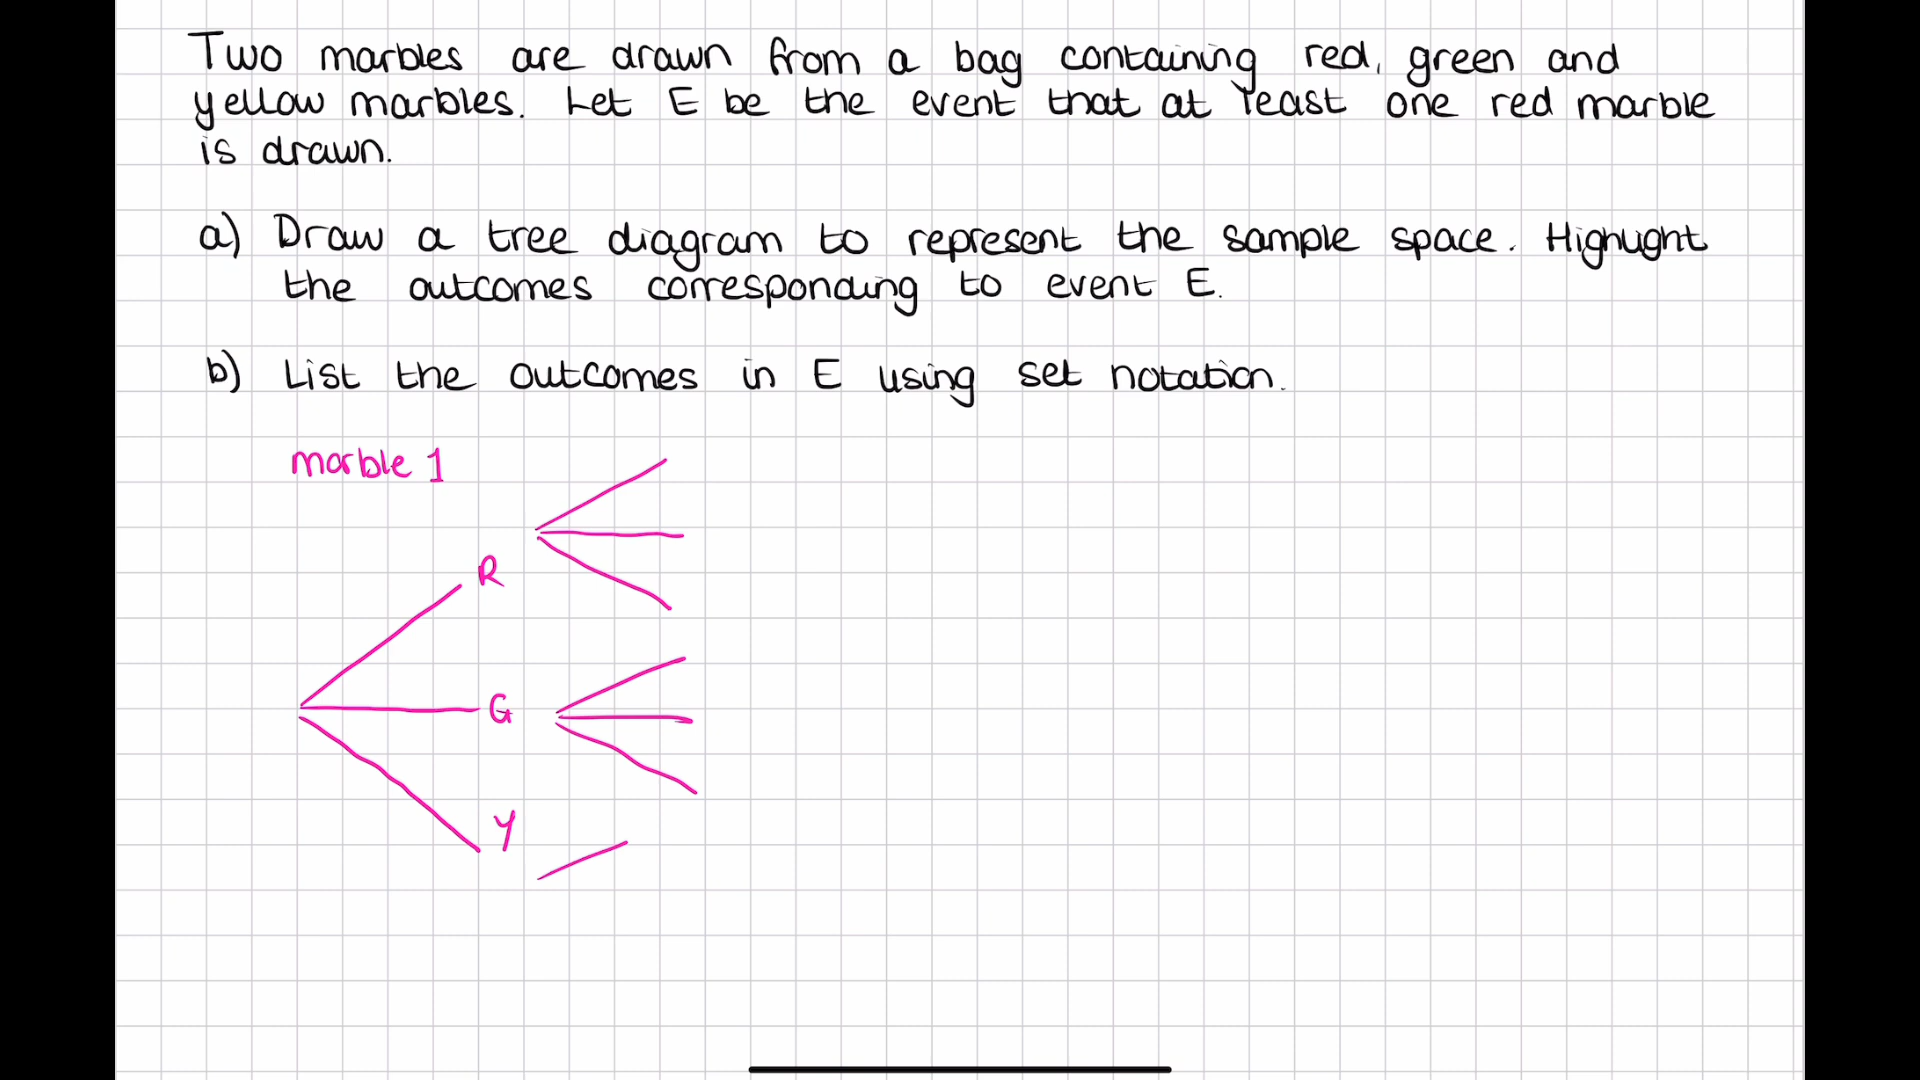 Two marbles are drawn from a bag containing red, green and
yellow marbles. Let E be the event that at least one red marble
is drawn.
a) Draw a tree diagram to represent the sample space. Highlight
the outcomes corresponding to event E.
b) List the outcomes in E using set notation.
marble 1
R
G
Y